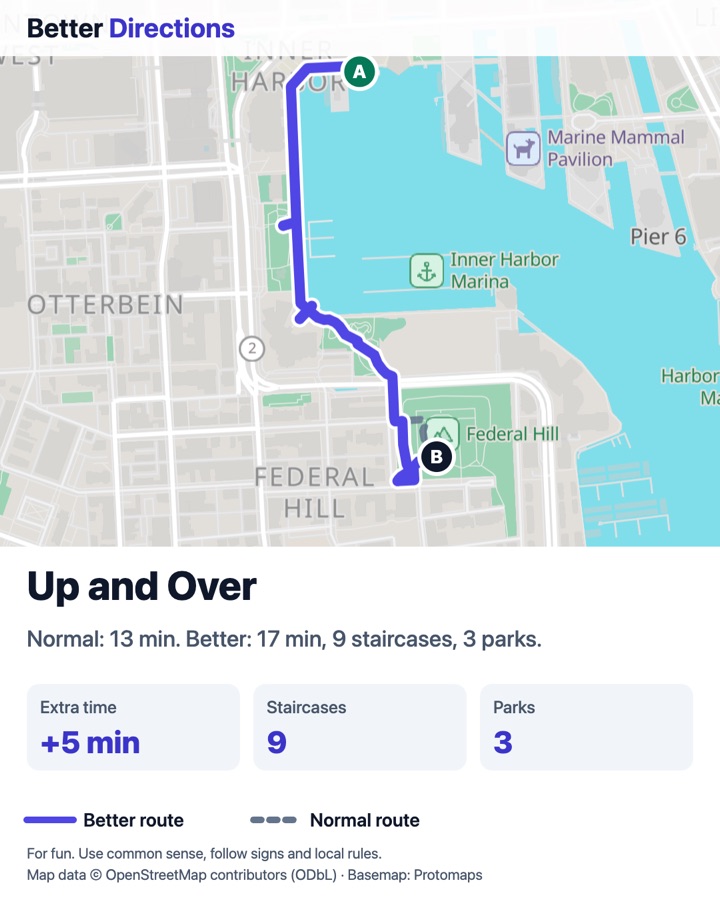 Better Directions
INNER
HARBOR
A
Marine Mammal
Pavilion
Pier 6
Inner Harbor
Marina
OTTERBEIN
2
Harbor
Federal Hill
B
FEDERAL
HILL
Up and Over
Normal: 13 min. Better: 17 min, 9 staircases, 3 parks.
Extra time
+5 min
Staircases
9
Parks
3
Better route
Normal route
For fun. Use common sense, follow signs and local rules.
Map data © OpenStreetMap contributors (ODbL) · Basemap: Protomaps